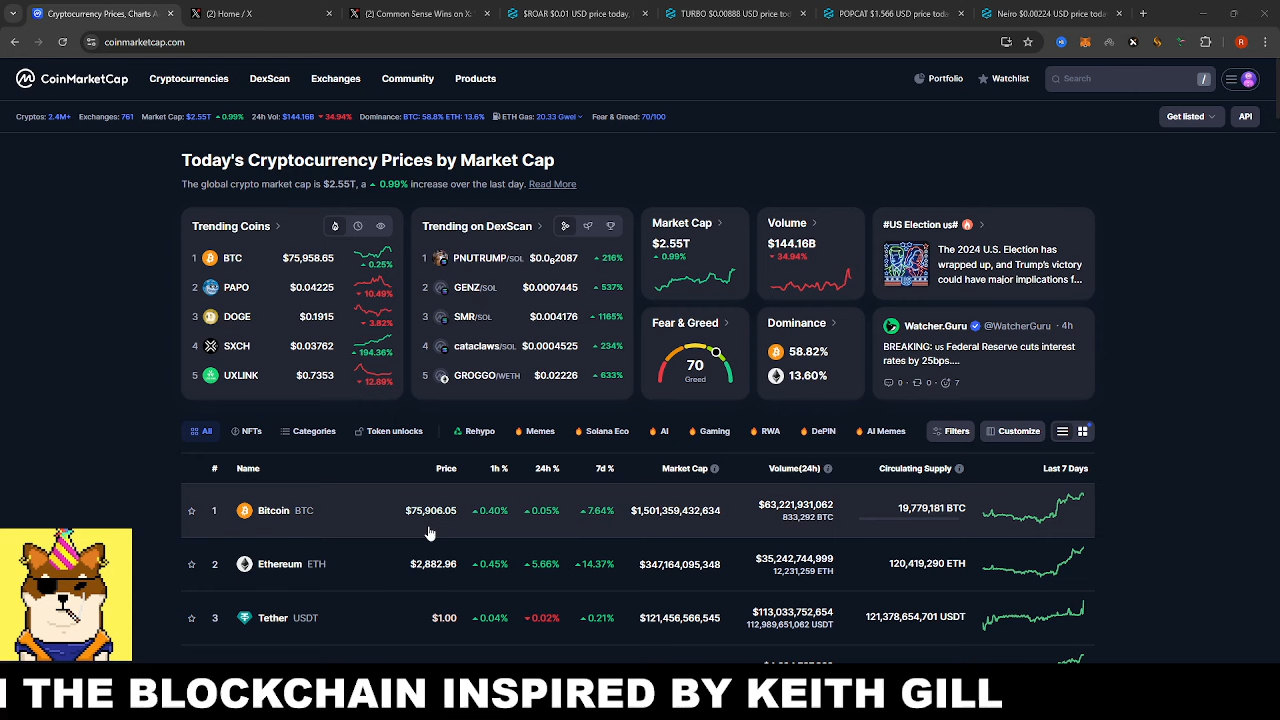 Cryptocurrency Prices, Charts A
(2) Home / X
(2) Common Sense Wins on X:
$ROAR $0.01 USD price today,
TURBO $0.00888 USD price too
POPCAT $1.566 USD price toda
Neiro $0.00224 USD price today
coinmarketcap.com
CoinMarketCap
Cryptocurrencies DexScan Exchanges Community Products
Portfolio Watchlist Search /
Cryptos: 2.4M+ Exchanges: 761 Market Cap: $2.55T 0.99% 24h Vol: $144.16B 34.94% Dominance: BTC: 58.8% ETH: 13.6% ETH Gas: 20.33 Gwei Fear & Greed: 70/100
Get listed API
Today's Cryptocurrency Prices by Market Cap
The global crypto market cap is $2.55T, a 0.99% increase over the last day. Read More
Trending Coins
1 BTC $75,958.65 0.25%
2 PAPO $0.04225 10.49%
3 DOGE $0.1915 3.82%
4 SXCH $0.03762 194.36%
5 UXLINK $0.7353 12.89%
Trending on DexScan
1 PNUTRUMP/SOL $0.0₈2087 216%
2 GENZ/SOL $0.0007445 537%
3 SMR/SOL $0.004176 1165%
4 cataclaws/SOL $0.0004525 234%
5 GROGGO/WETH $0.02226 633%
Market Cap
$2.55T
0.99%
Volume
$144.16B
34.94%
Fear & Greed
70
Greed
Dominance
58.82%
13.60%
#US Election us#
The 2024 U.S. Election has
wrapped up, and Trump's victory
could have major implications f...
Watcher.Guru @WatcherGuru · 4h
BREAKING: us Federal Reserve cuts interest
rates by 25bps....
0 0 7
All NFTs Categories Token unlocks Rehypo Memes Solana Eco AI Gaming RWA DePIN AI Memes Filters Customize
# Name Price 1h % 24h % 7d % Market Cap Volume(24h) Circulating Supply Last 7 Days
1 Bitcoin BTC $75,906.05 0.40% 0.05% 7.64% $1,501,359,432,634 $63,221,931,062 19,779,181 BTC
833,292 BTC
2 Ethereum ETH $2,882.96 0.45% 5.66% 14.37% $347,164,095,348 $35,242,744,999 120,419,290 ETH
12,231,259 ETH
3 Tether USDT $1.00 0.04% 0.02% 0.21% $121,456,566,545 $113,033,752,654 121,378,654,701 USDT
112,989,651,062 USDT
THE BLOCKCHAIN INSPIRED BY KEITH GILL